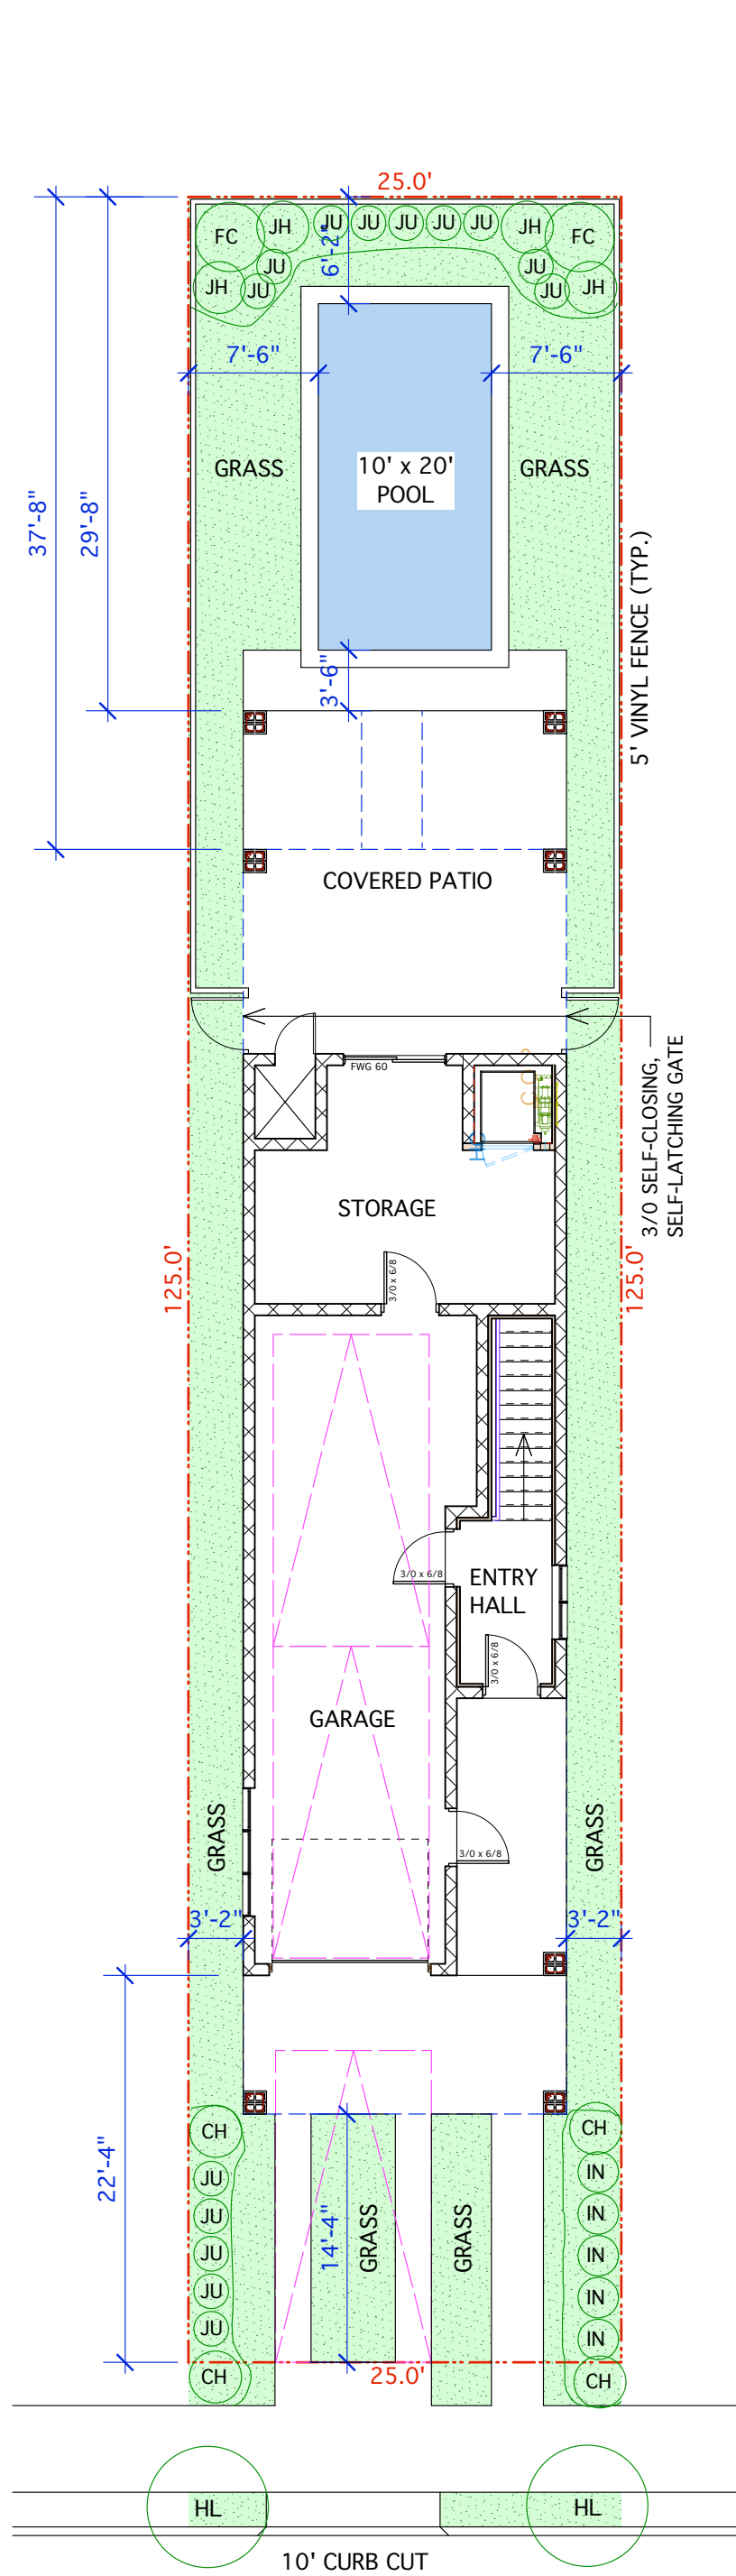 25.0'
FC
JH
JU
JU
JU
JU
JU
JH
FC
6'-2"
JU
JU
JH
JU
JU
JH
7'-6"
7'-6"
GRASS
10' x 20'
POOL
GRASS
37'-8"
29'-8"
5' VINYL FENCE (TYP.)
3'-6"
COVERED PATIO
FWG 60
3/0 SELF-CLOSING,
SELF-LATCHING GATE
STORAGE
125.0'
125.0'
3/0 x 6/8
3/0 x 6/8
ENTRY
HALL
3/0 x 6/8
GARAGE
GRASS
GRASS
3/0 x 6/8
3'-2"
3'-2"
22'-4"
14'-4"
GRASS
GRASS
CH
CH
JU
IN
JU
IN
JU
IN
JU
IN
JU
IN
CH
25.0'
CH
HL
HL
10' CURB CUT